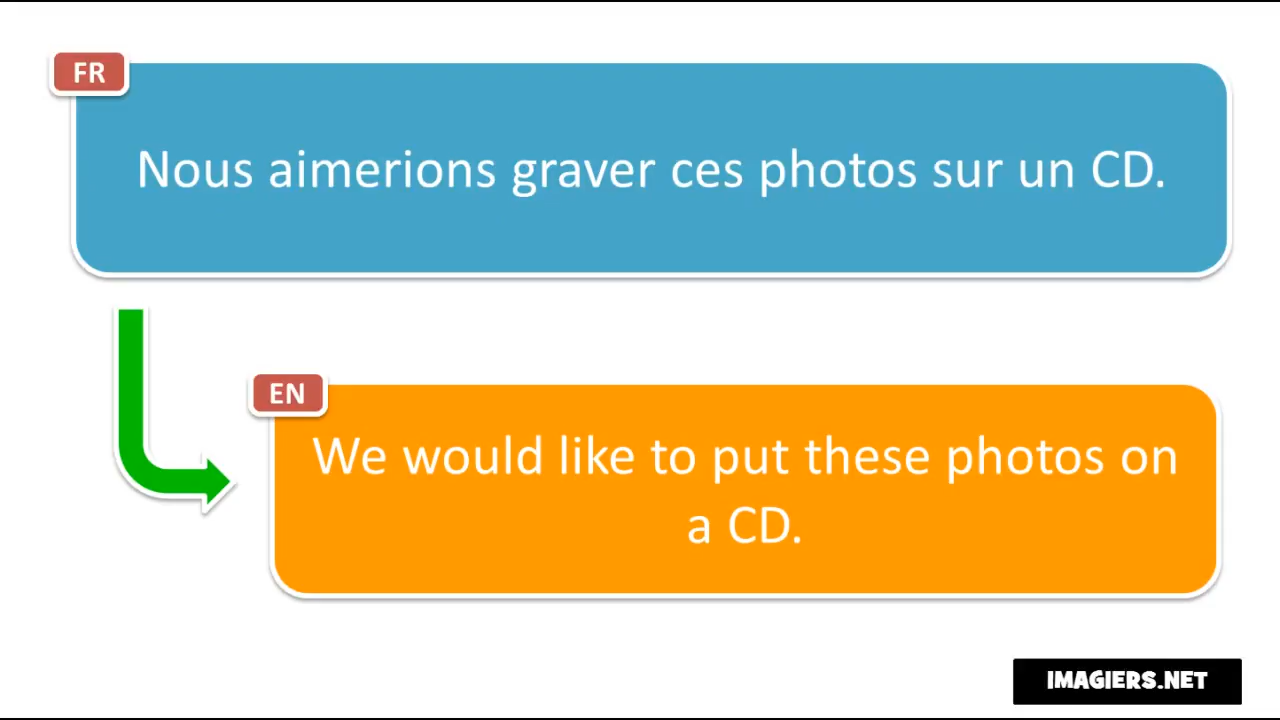 FR
Nous aimerions graver ces photos sur un CD.
EN
We would like to put these photos on
a CD.
IMAGIERS.NET